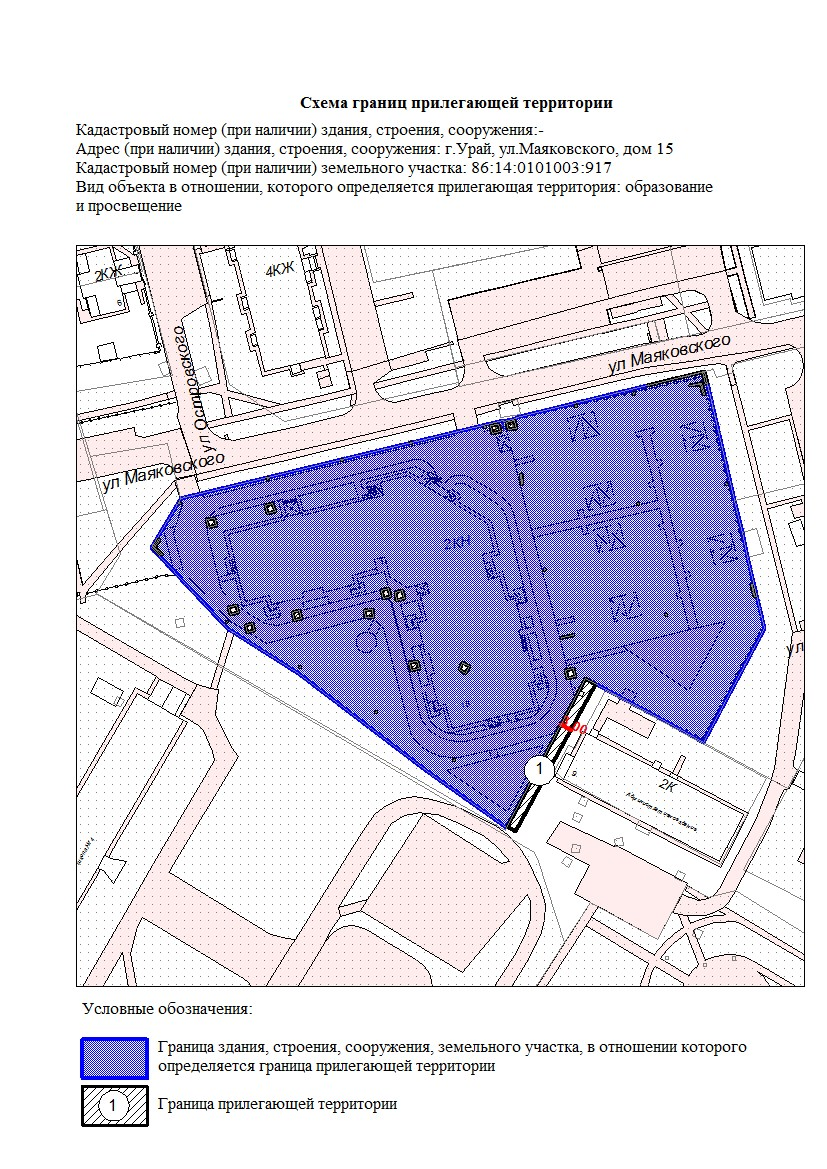 Схема границ прилегающей территории
Кадастровый номер (при наличии) здания, строения, сооружения:-
Адрес (при наличии) здания, строения, сооружения: г.Урай, ул.Маяковского, дом 15
Кадастровый номер (при наличии) земельного участка: 86:14:0101003:917
Вид объекта в отношении, которого определяется прилегающая территория: образование
и просвещение
2КЖ
4КЖ
ул Островского
ул Маяковского
ул Маяковского
2КН
ул
1
2К
Условные обозначения:
Граница здания, строения, сооружения, земельного участка, в отношении которого
определяется граница прилегающей территории
1
Граница прилегающей территории